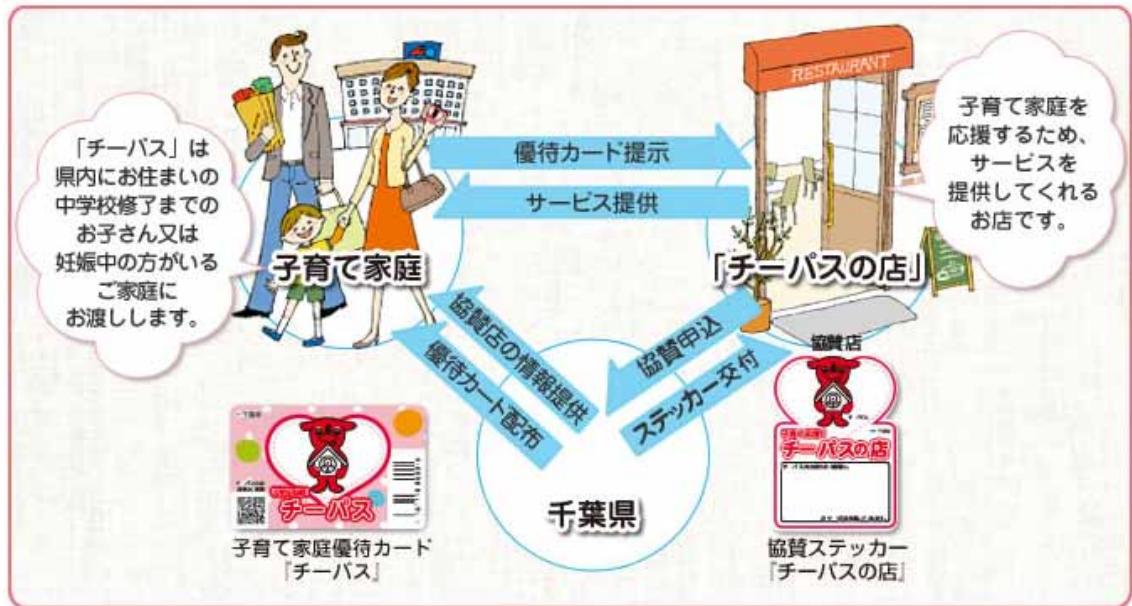 RESTAURANT
「チーパス」は
県内にお住まいの
中学校修了までの
お子さん又は
妊娠中の方がいる
ご家庭に
お渡しします。
優待カード提示
サービス提供
子育て家庭を
応援するため、
サービスを
提供してくれる
お店です。
子育て家庭
「チーパスの店」
協賛店の情報提供
優待カード配布
協賛申込
ステッカー交付
協賛店
千葉県
チーパス
子育て家庭優待カード
『チーパス』
チーパスの店
協賛ステッカー
『チーパスの店』